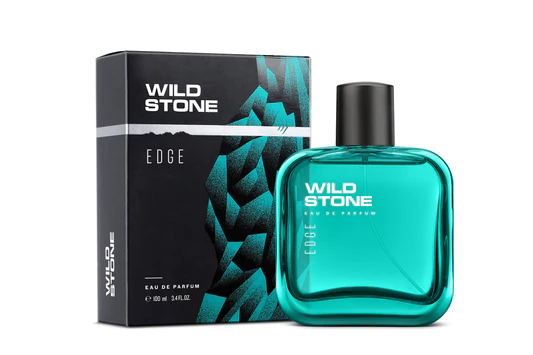 WILD
STONE
EDGE
WILD
STONE
EAU DE PARFUM
℮ 100 ml 3.4 FL.OZ.
WILD
STONE
EAU DE PARFUM
EDGE